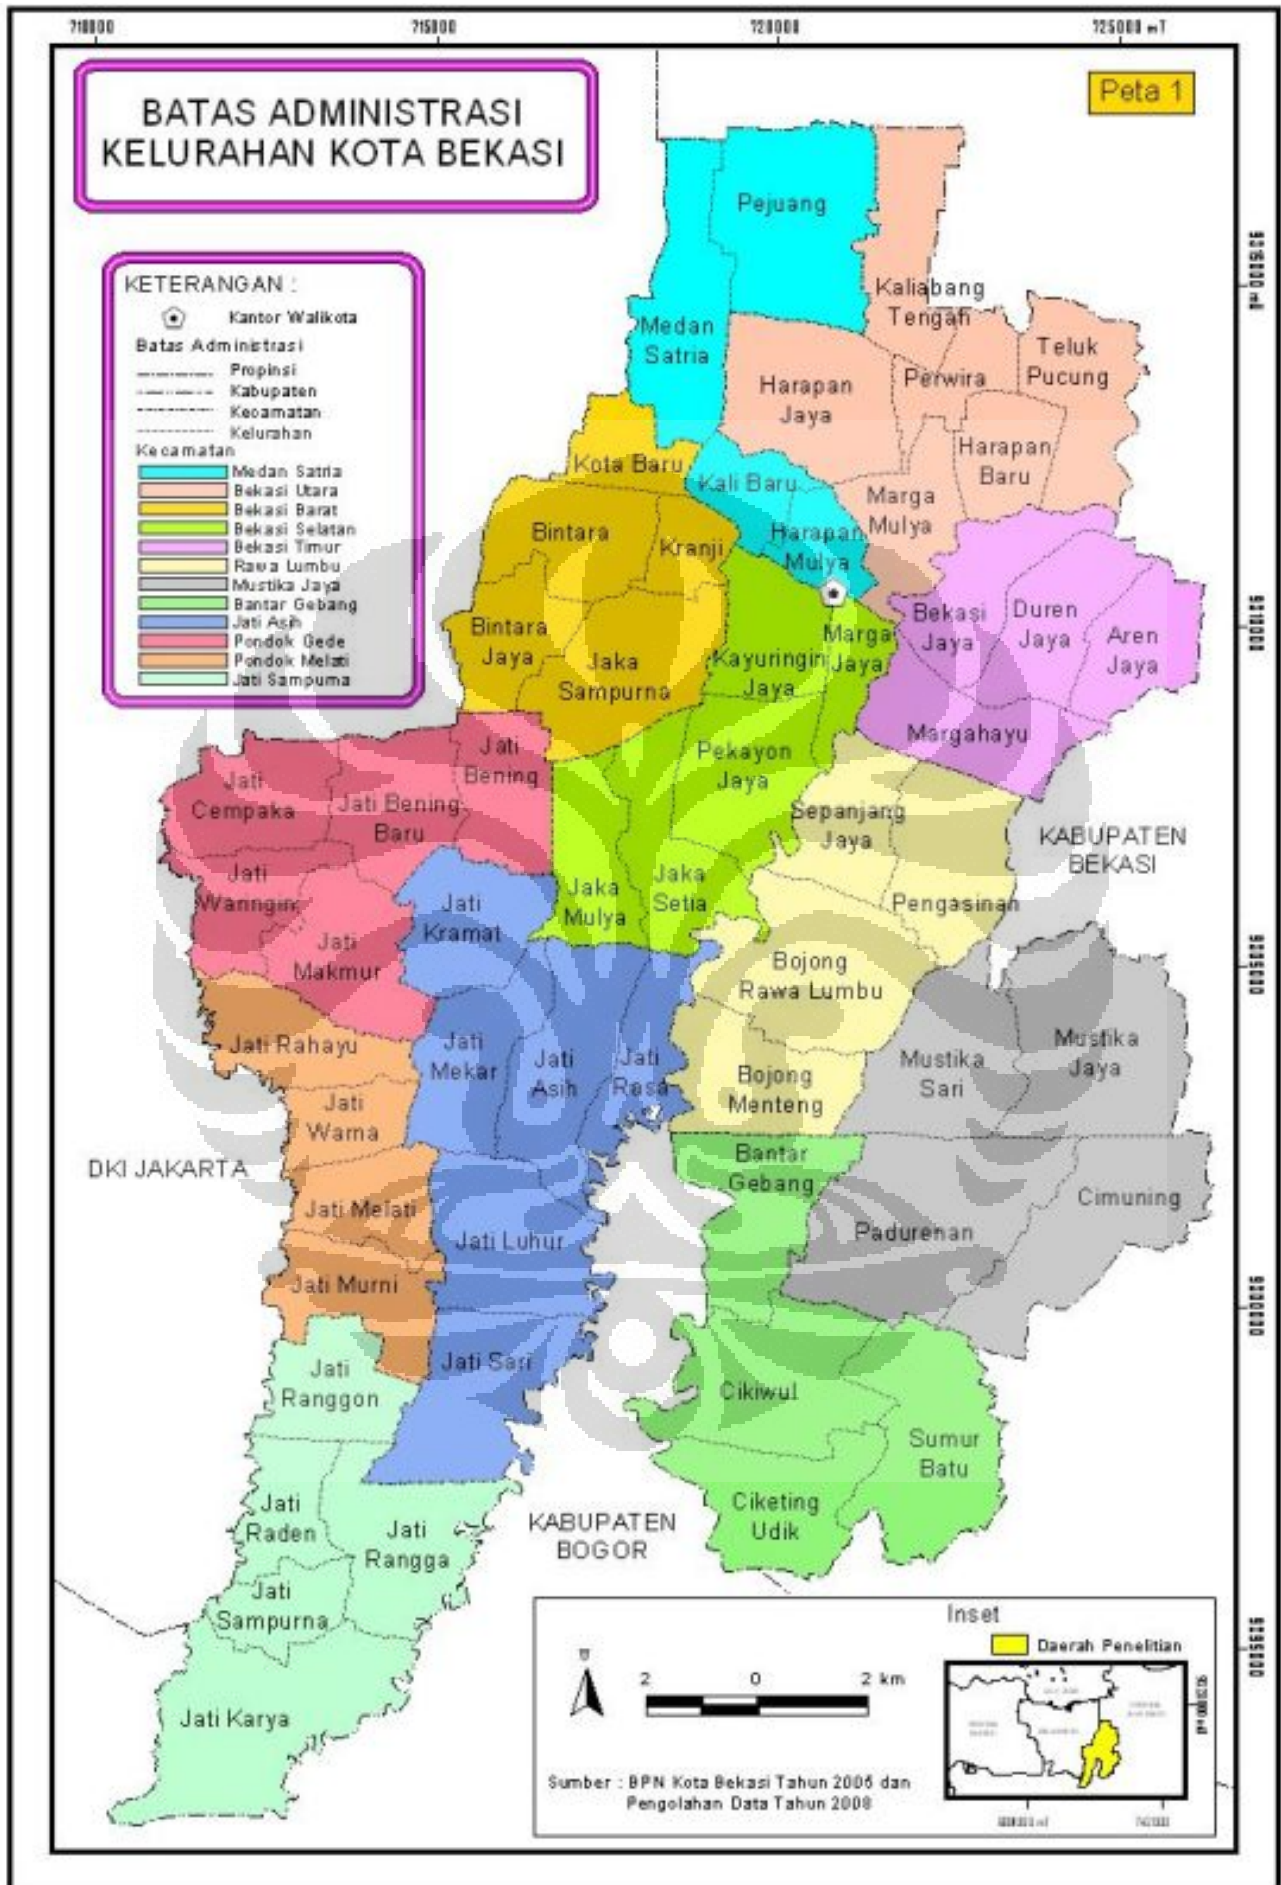 710000
715000
720000
725000 mT
BATAS ADMINISTRASI
KELURAHAN KOTA BEKASI
Peta 1
KETERANGAN :
Kantor Walikota
Batas Administrasi
Propinsi
Kabupaten
Kecamatan
Kelurahan
Kecamatan
Medan Satria
Bekasi Utara
Bekasi Barat
Bekasi Selatan
Bekasi Timur
Rawa Lumbu
Mustika Jaya
Bantar Gebang
Jati Asih
Pondok Gede
Pondok Melati
Jati Sampurna
Pejuang
Kaliabang
Tengah
Medan
Satria
Teluk
Pucung
Perwira
Harapan
Jaya
Harapan
Baru
Kota Baru
Kali Baru
Marga
Mulya
Bintara
Kranji
Harapan
Mulya
Bekasi
Jaya
Duren
Jaya
Aren
Jaya
Bintara
Jaya
Jaka
Sampurna
Kayuringin
Jaya
Marga
Jaya
Margahayu
Jati
Bening
Pekayon
Jaya
Jati
Cempaka
Jati Bening
Baru
Sepanjang
Jaya
KABUPATEN
BEKASI
Jati
Waringin
Jati
Kramat
Jaka
Mulya
Jaka
Setia
Pengasinan
Jati
Makmur
Bojong
Rawa Lumbu
Jati Rahayu
Jati
Mekar
Jati
Asih
Jati
Rasa
Bojong
Menteng
Mustika
Sari
Mustika
Jaya
Jati
Warna
DKI JAKARTA
Bantar
Gebang
Cimuning
Jati Melati
Jati Luhur
Padurenan
Jati Murni
Jati
Ranggon
Jati Sari
Cikiwul
Sumur
Batu
Jati
Raden
Jati
Rangga
KABUPATEN
BOGOR
Ciketing
Udik
Jati
Sampurna
Jati Karya
Inset
Daerah Penelitian
2 0 2 km
Sumber : BPN Kota Bekasi Tahun 2006 dan
Pengolahan Data Tahun 2008